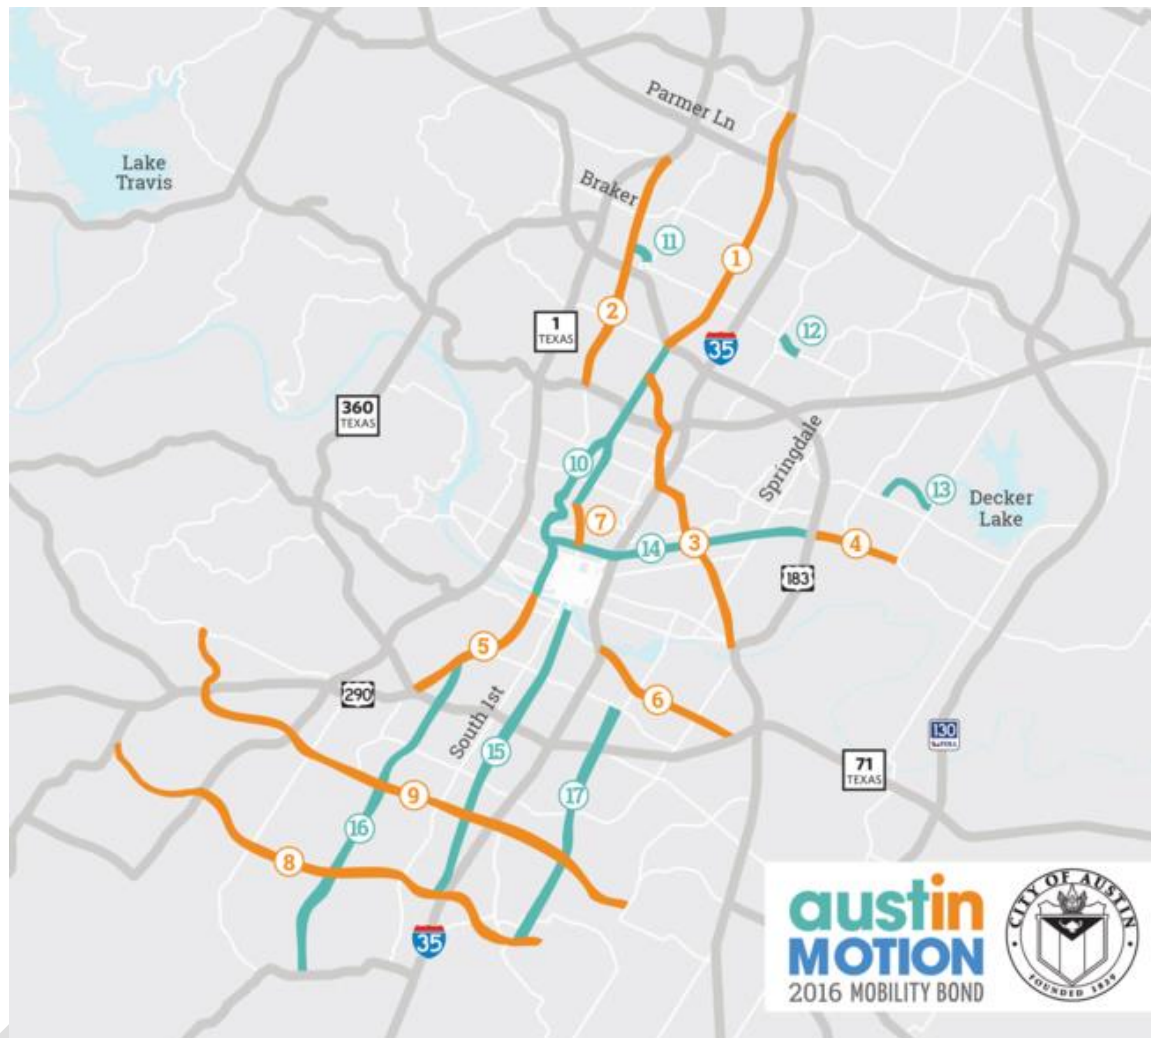 Parmer Ln
Lake
Travis
Braker
11
1
2
1
TEXAS
35
12
360
TEXAS
Springdale
10
13
Decker
Lake
7
3
14
4
183
5
290
6
South 1st
130
15
71
TEXAS
9
17
16
8
35
austin
MOTION
2016 MOBILITY BOND
CITY OF AUSTIN
FOUNDED 1839